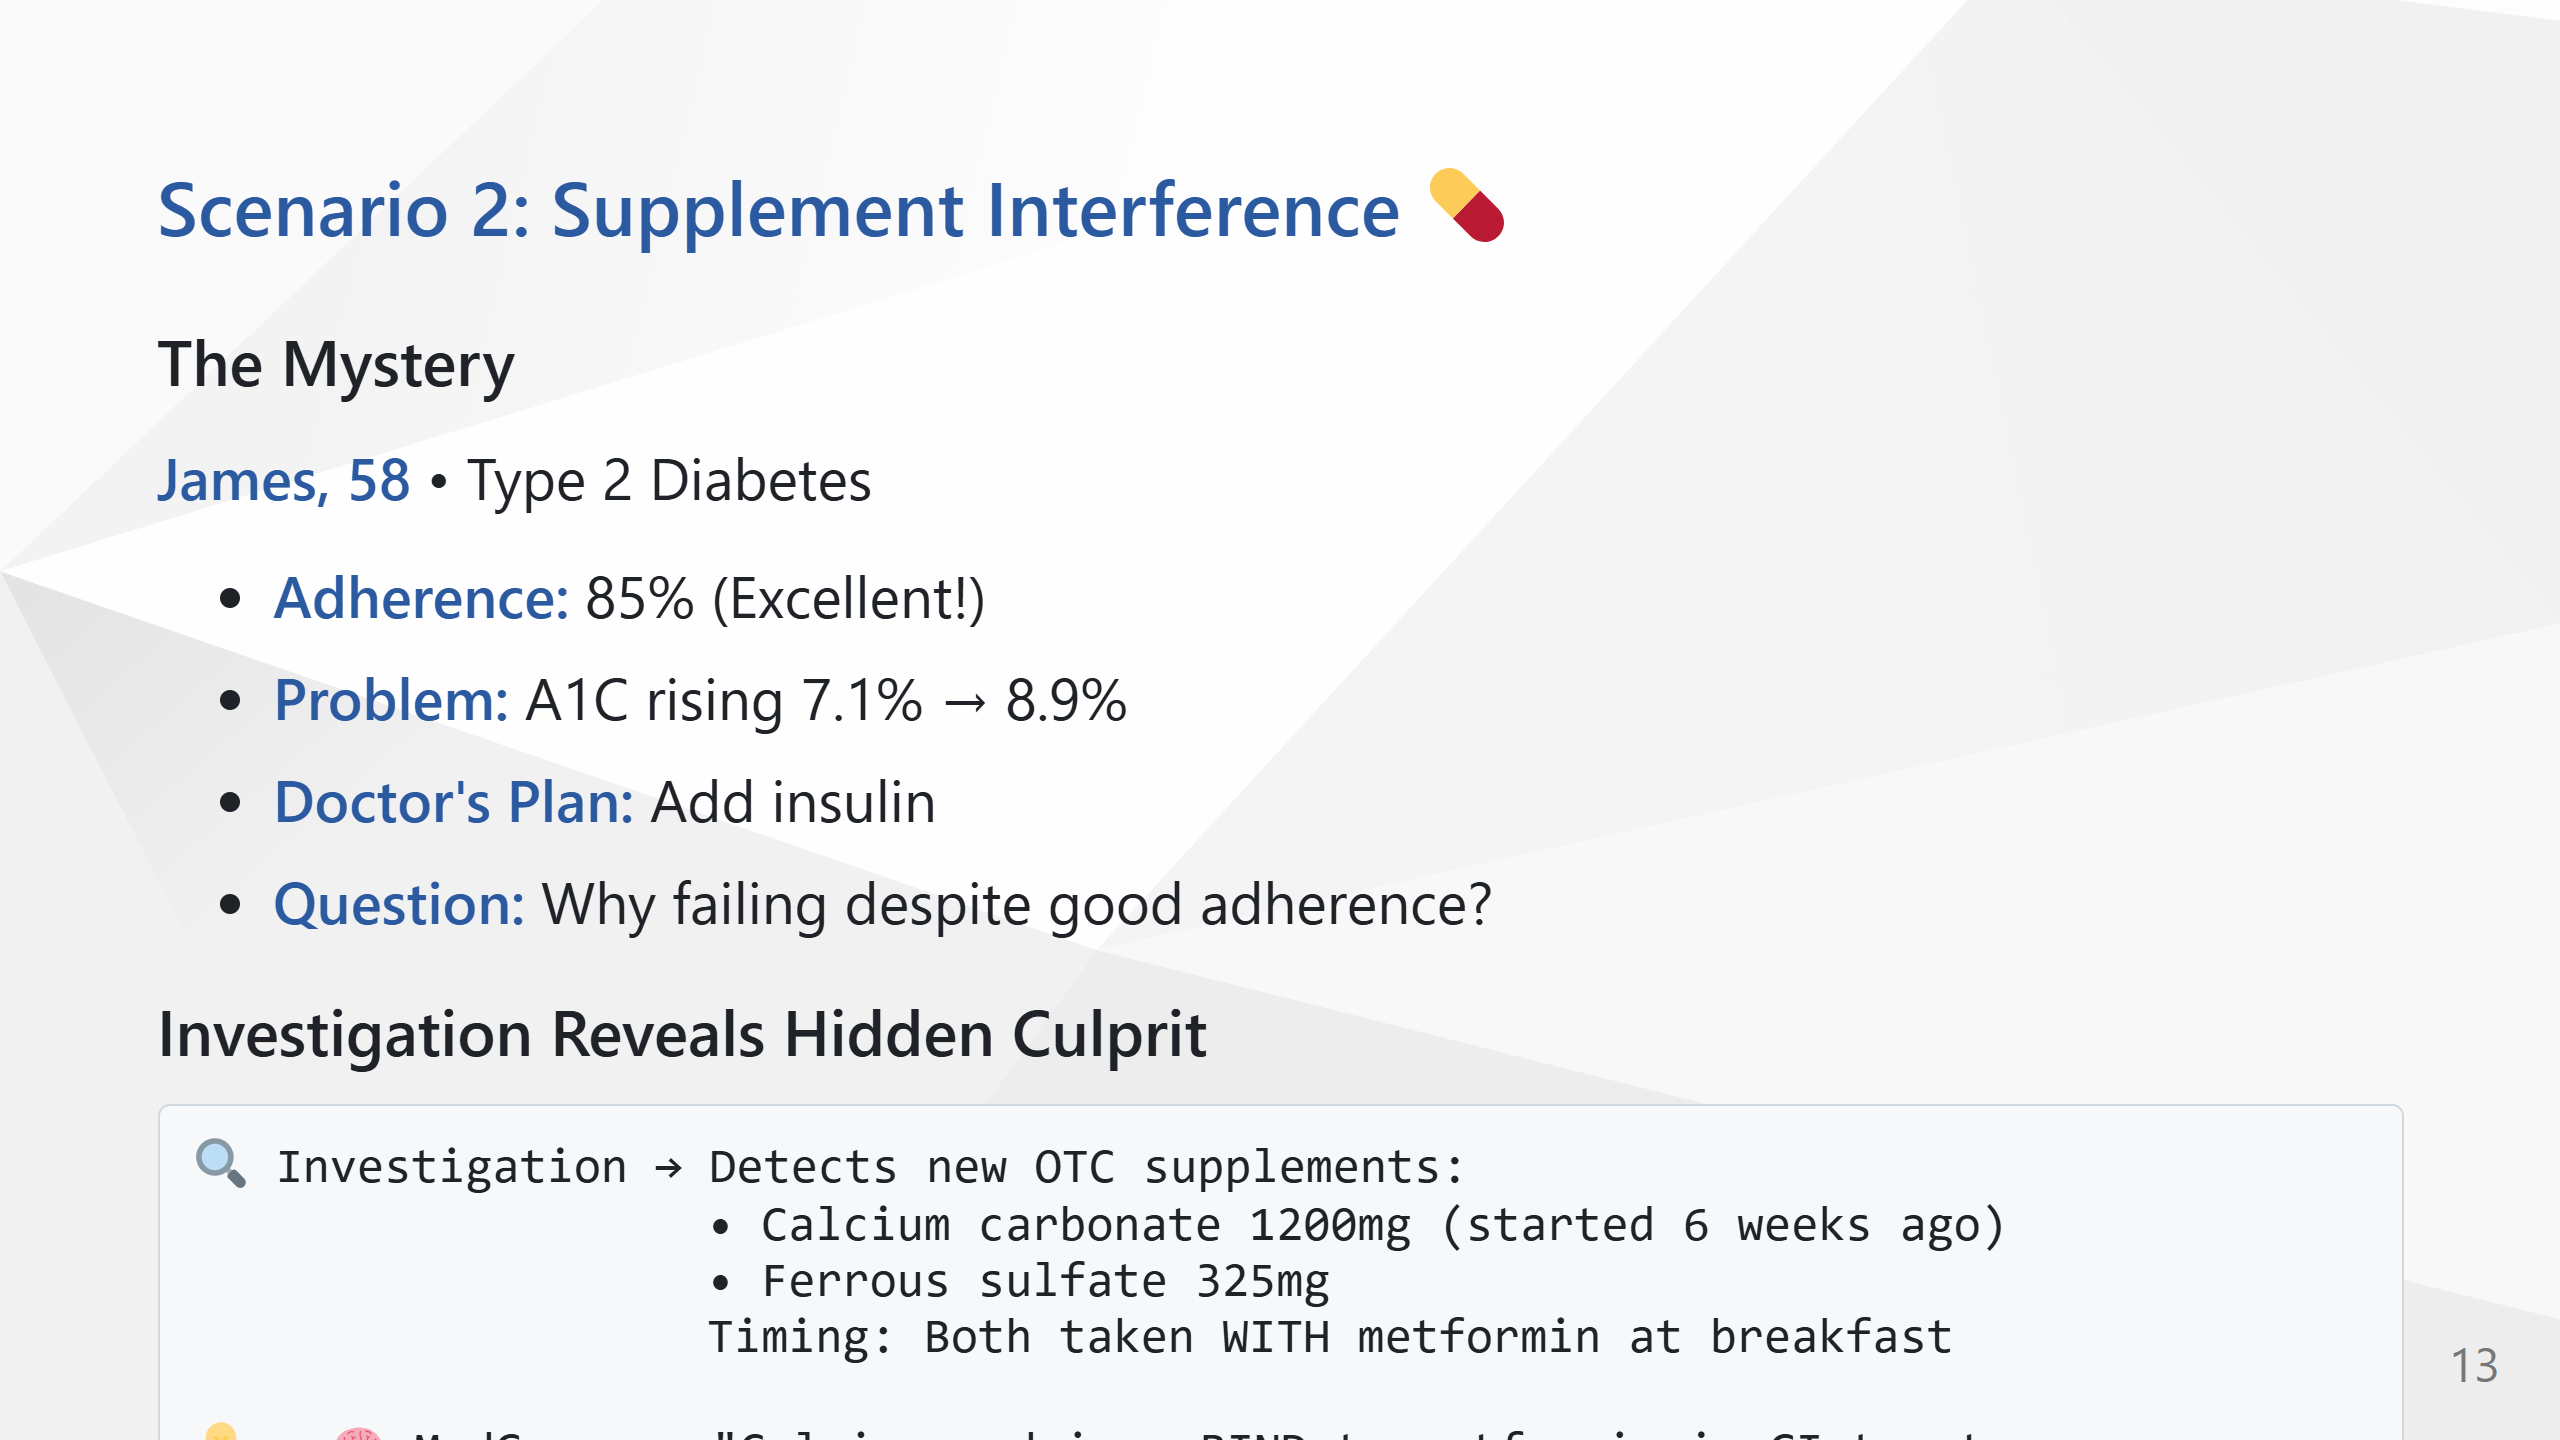 Scenario 2: Supplement Interference 💊
The Mystery
James, 58 • Type 2 Diabetes
• Adherence: 85% (Excellent!)
• Problem: A1C rising 7.1% → 8.9%
• Doctor's Plan: Add insulin
• Question: Why failing despite good adherence?
Investigation Reveals Hidden Culprit
🔍 Investigation → Detects new OTC supplements:
• Calcium carbonate 1200mg (started 6 weeks ago)
• Ferrous sulfate 325mg
Timing: Both taken WITH metformin at breakfast
13